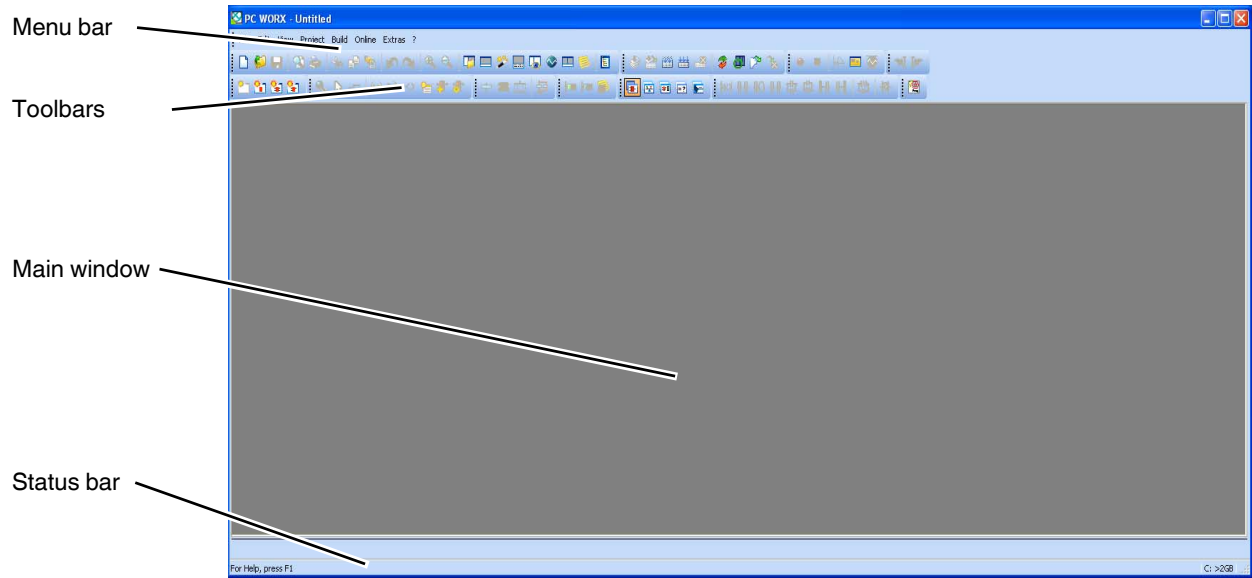 Menu bar
PC WORX - Untitled
View Project Build Online Extras ?
Toolbars
Main window
Status bar
For Help, press F1
C: >2GB